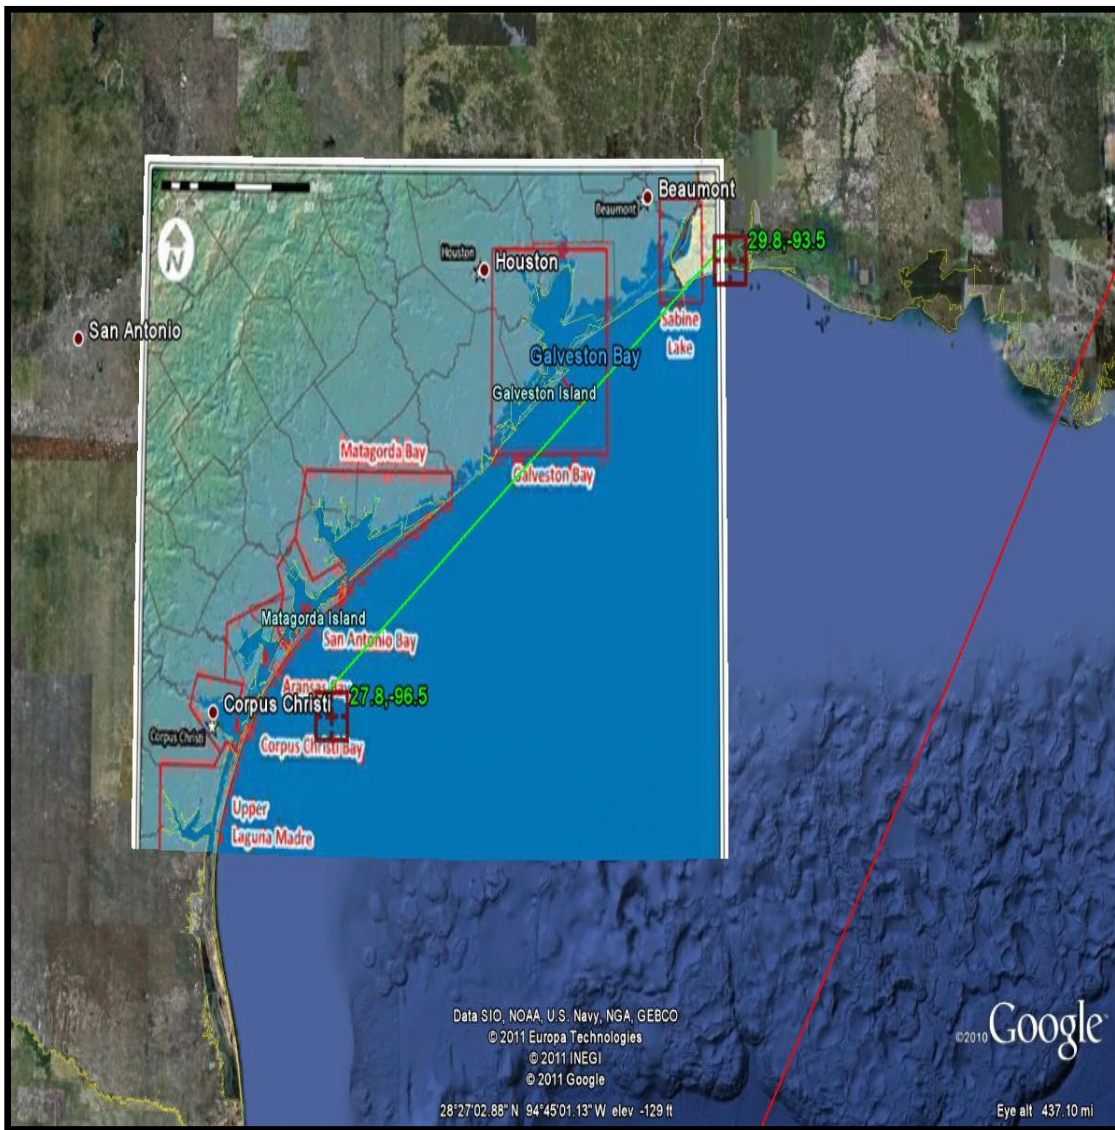 Beaumont
Beaumont
Houston
Houston
29.8,-93.5
San Antonio
Sabine
Lake
Galveston Bay
Galveston Island
Matagorda Bay
Galveston Bay
Matagorda Island
San Antonio Bay
Aransas Bay
27.8,-96.5
Corpus Christi
Corpus Christi
Corpus Christi Bay
Upper
Laguna Madre
N
Data SIO, NOAA, U.S. Navy, NGA, GEBCO
© 2011 Europa Technologies
© 2011 INEGI
© 2011 Google
©2010 Google
28°27'02.88" N 94°45'01.13" W elev -129 ft
Eye alt 437.10 mi